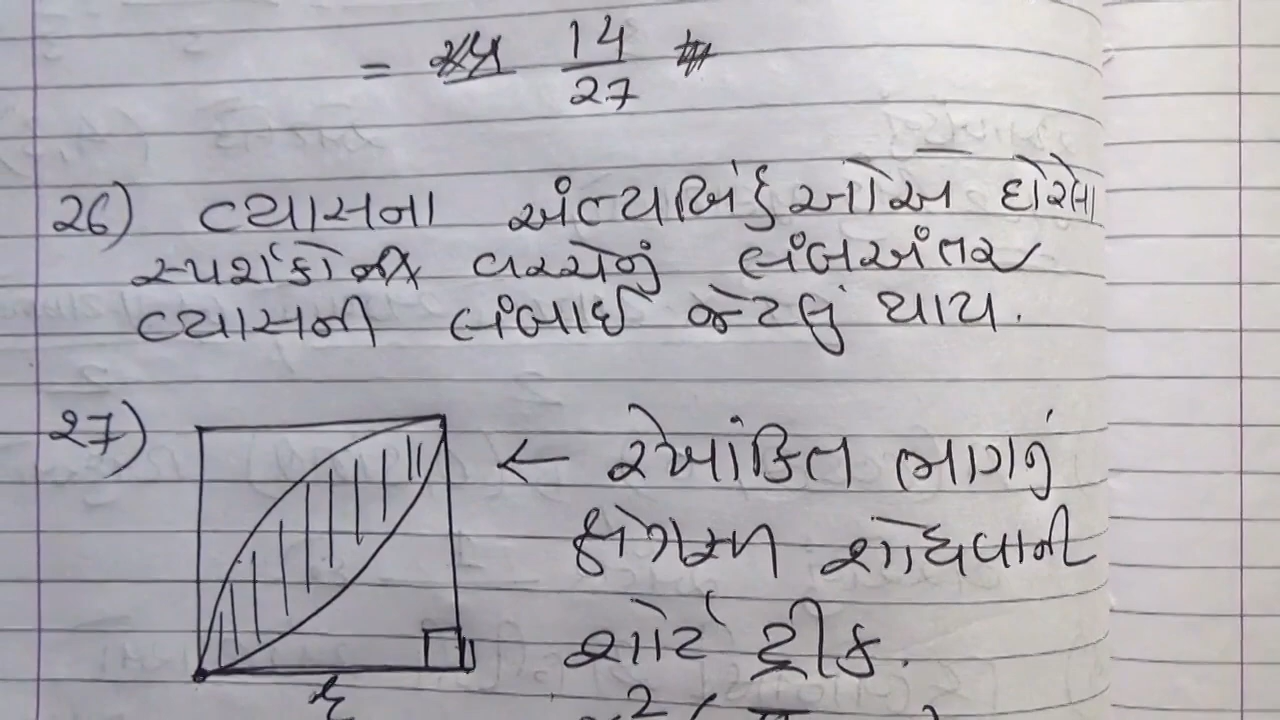 = 14/27
26) વ્યાસના અંત્યબિંદુઓએ દોરેલા
સ્પર્શકોની વચ્ચેનું લંબઅંતર
વ્યાસની લંબાઈ જેટલું થાય.
27) ← રેખાંકિત ભાગનું
ક્ષેત્રફળ શોધવાની
શોર્ટ ટ્રીક.
r